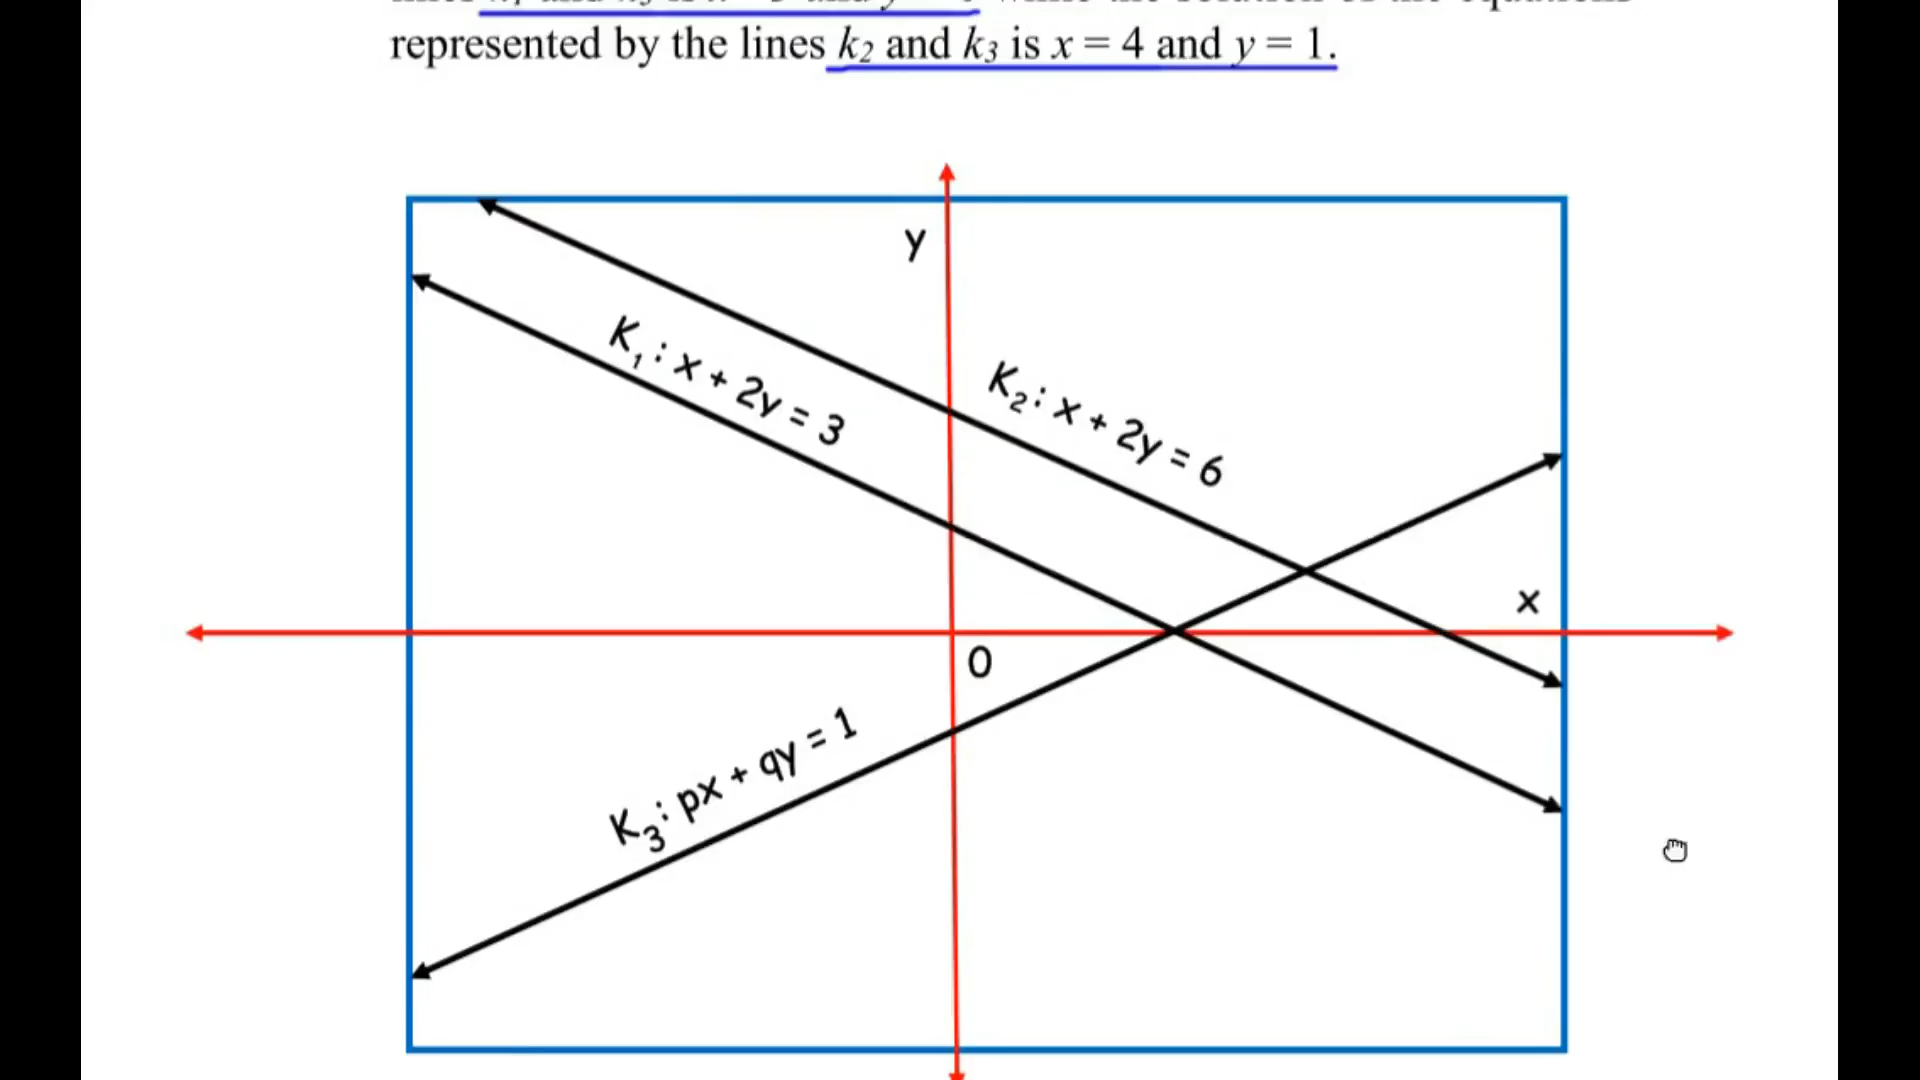 represented by the lines k2 and k3 is x = 4 and y = 1.
y
K1 : x + 2y = 3
K2 : x + 2y = 6
x
0
K3 : px + qy = 1